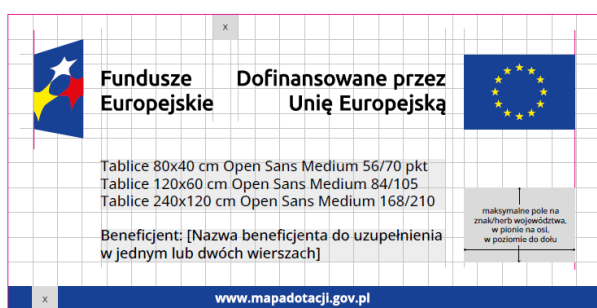 x
Fundusze
Europejskie
Dofinansowane przez
Unię Europejską
Tablice 80x40 cm Open Sans Medium 56/70 pkt
Tablice 120x60 cm Open Sans Medium 84/105
Tablice 240x120 cm Open Sans Medium 168/210
Beneficjent: [Nazwa beneficjenta do uzupełnienia
w jednym lub dwóch wierszach]
maksymalne pole na
znak/herb województwa,
w pionie na osi,
w poziomie do dołu
x
www.mapadotacji.gov.pl